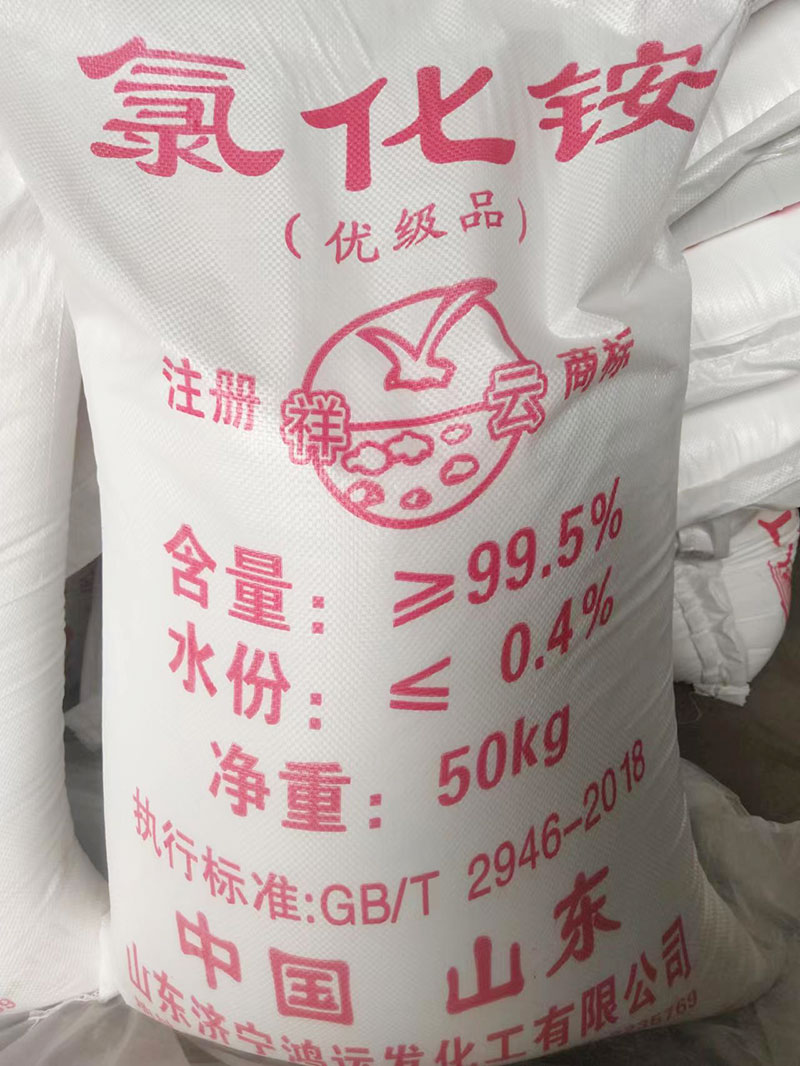 氯化铵
(优级品)
注册 祥云 商标
含量: ≥99.5%
水份: ≤ 0.4%
净重: 50kg
执行标准:GB/T 2946-2018
中国 山东
山东济宁鸿运发化工有限公司